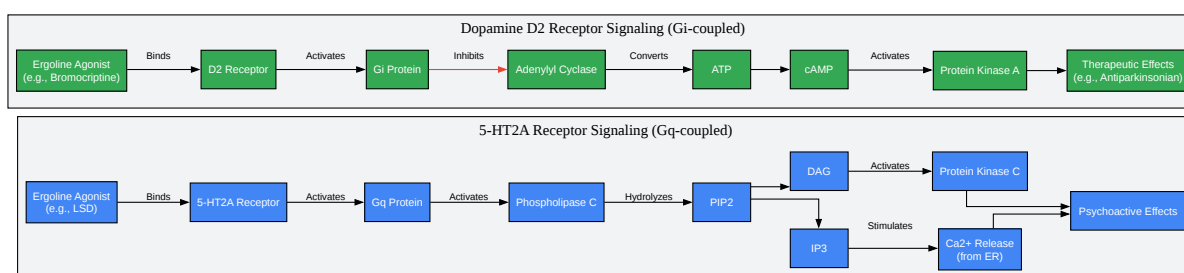 Dopamine D2 Receptor Signaling (Gi-coupled)
Ergoline Agonist
(e.g., Bromocriptine)
Binds
D2 Receptor
Activates
Gi Protein
Inhibits
Adenylyl Cyclase
Converts
ATP
cAMP
Activates
Protein Kinase A
Therapeutic Effects
(e.g., Antiparkinsonian)
5-HT2A Receptor Signaling (Gq-coupled)
Ergoline Agonist
(e.g., LSD)
Binds
5-HT2A Receptor
Activates
Gq Protein
Activates
Phospholipase C
Hydrolyzes
PIP2
DAG
Activates
Protein Kinase C
IP3
Stimulates
Ca2+ Release
(from ER)
Psychoactive Effects